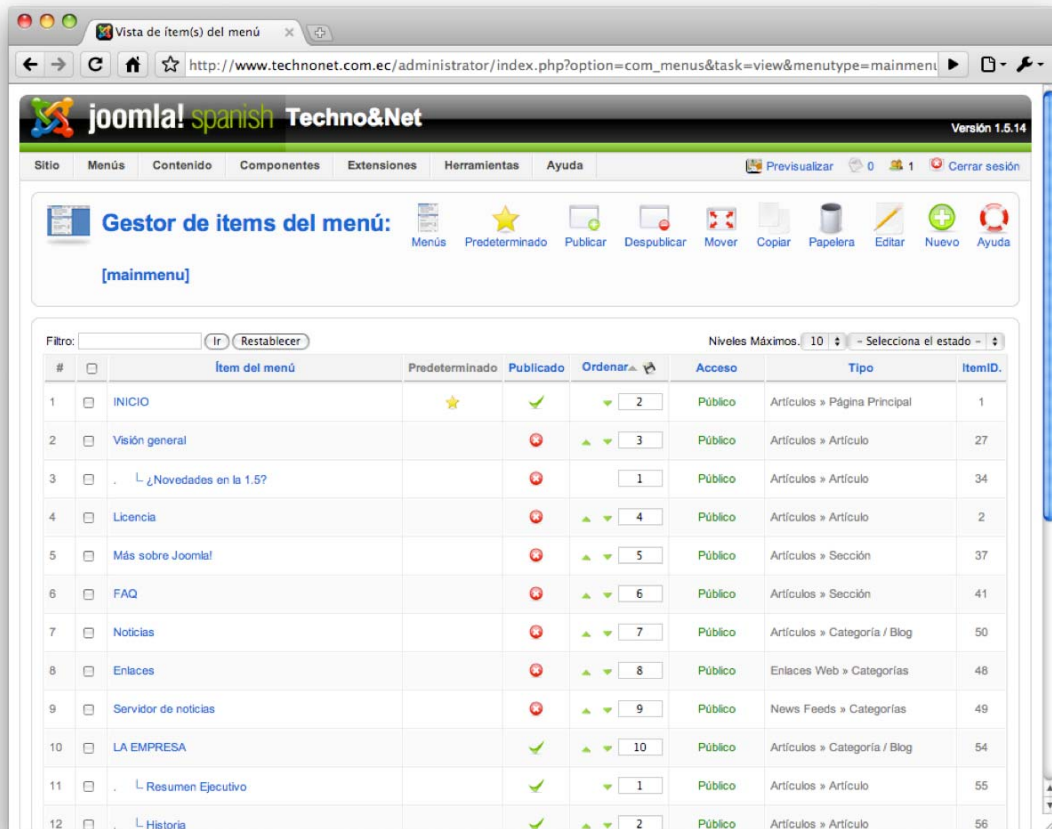 Vista de ítem(s) del menú
http://www.technonet.com.ec/administrator/index.php?option=com_menus&task=view&menutype=mainmenu
joomla! spanish Techno&Net
Versión 1.5.14
Sitio Menús Contenido Componentes Extensiones Herramientas Ayuda Previsualizar 0 1 Cerrar sesión
Gestor de items del menú:
[mainmenu]
Menús Predeterminado Publicar Despublicar Mover Copiar Papelera Editar Nuevo Ayuda
Filtro: Ir Restablecer Niveles Máximos. 10 - Selecciona el estado -
# Ítem del menú Predeterminado Publicado Ordenar Acceso Tipo ItemID.
1 INICIO 2 Público Artículos » Página Principal 1
2 Visión general 3 Público Artículos » Artículo 27
3 . ¿Novedades en la 1.5? 1 Público Artículos » Artículo 34
4 Licencia 4 Público Artículos » Artículo 2
5 Más sobre Joomla! 5 Público Artículos » Sección 37
6 FAQ 6 Público Artículos » Sección 41
7 Noticias 7 Público Artículos » Categoría / Blog 50
8 Enlaces 8 Público Enlaces Web » Categorías 48
9 Servidor de noticias 9 Público News Feeds » Categorías 49
10 LA EMPRESA 10 Público Artículos » Categoría / Blog 54
11 . Resumen Ejecutivo 1 Público Artículos » Artículo 55
12 . Historia 2 Público Artículos » Artículo 56